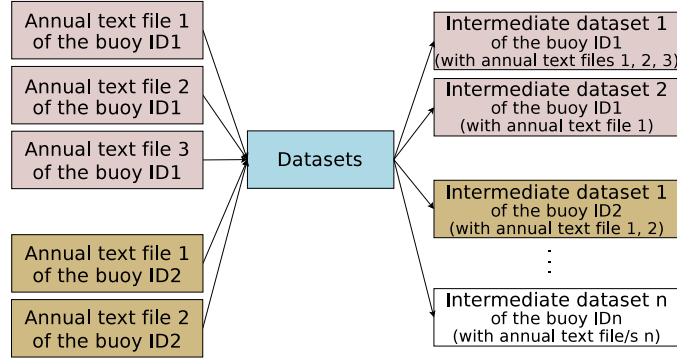 Annual text file 1
of the buoy ID1
Annual text file 2
of the buoy ID1
Annual text file 3
of the buoy ID1
Annual text file 1
of the buoy ID2
Annual text file 2
of the buoy ID2
Datasets
Intermediate dataset 1
of the buoy ID1
(with annual text files 1, 2, 3)
Intermediate dataset 2
of the buoy ID1
(with annual text file 1)
Intermediate dataset 1
of the buoy ID2
(with annual text file 1, 2)
Intermediate dataset n
of the buoy IDn
(with annual text file/s n)